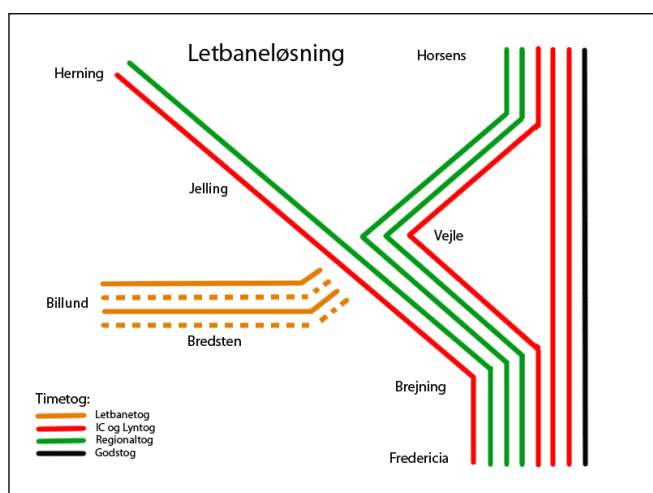 Letbaneløsning
Herning
Horsens
Jelling
Vejle
Billund
Bredsten
Brejning
Fredericia
Timetog:
Letbanetog
IC og Lyntog
Regionaltog
Godstog